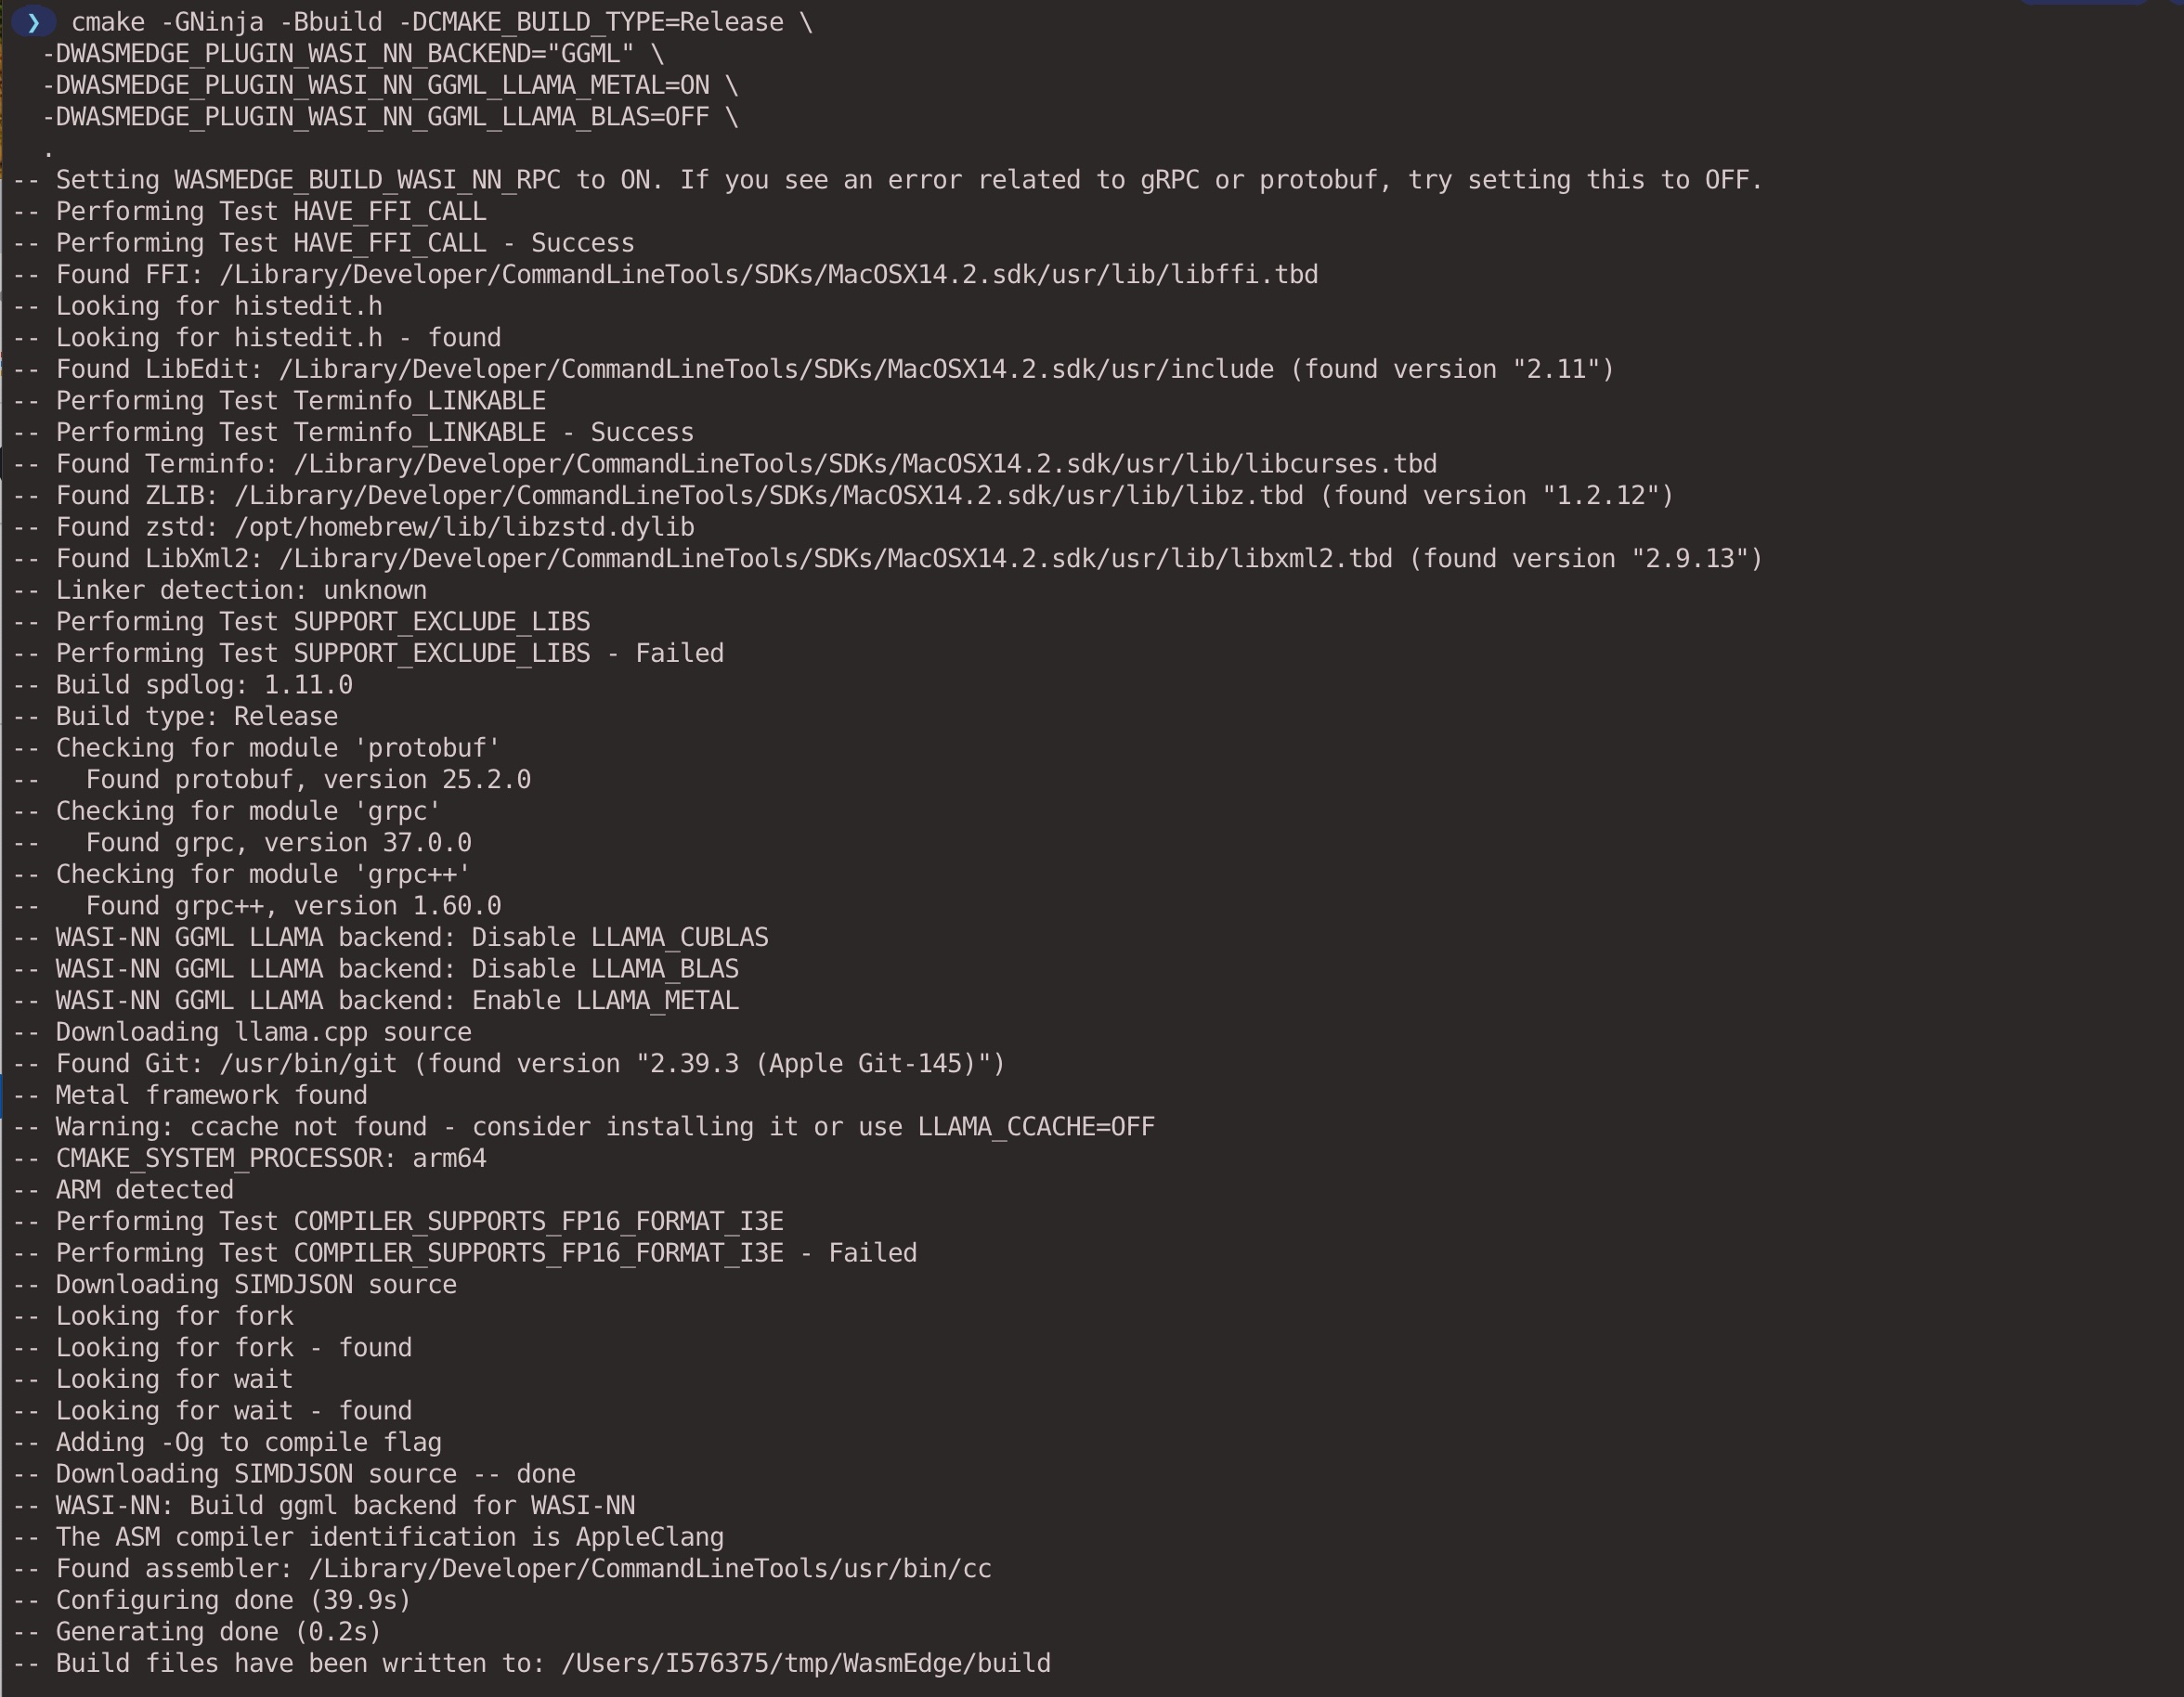 ❯ cmake -GNinja -Bbuild -DCMAKE_BUILD_TYPE=Release \
  -DWASMEDGE_PLUGIN_WASI_NN_BACKEND="GGML" \
  -DWASMEDGE_PLUGIN_WASI_NN_GGML_LLAMA_METAL=ON \
  -DWASMEDGE_PLUGIN_WASI_NN_GGML_LLAMA_BLAS=OFF \
  .
-- Setting WASMEDGE_BUILD_WASI_NN_RPC to ON. If you see an error related to gRPC or protobuf, try setting this to OFF.
-- Performing Test HAVE_FFI_CALL
-- Performing Test HAVE_FFI_CALL - Success
-- Found FFI: /Library/Developer/CommandLineTools/SDKs/MacOSX14.2.sdk/usr/lib/libffi.tbd
-- Looking for histedit.h
-- Looking for histedit.h - found
-- Found LibEdit: /Library/Developer/CommandLineTools/SDKs/MacOSX14.2.sdk/usr/include (found version "2.11")
-- Performing Test Terminfo_LINKABLE
-- Performing Test Terminfo_LINKABLE - Success
-- Found Terminfo: /Library/Developer/CommandLineTools/SDKs/MacOSX14.2.sdk/usr/lib/libcurses.tbd
-- Found ZLIB: /Library/Developer/CommandLineTools/SDKs/MacOSX14.2.sdk/usr/lib/libz.tbd (found version "1.2.12")
-- Found zstd: /opt/homebrew/lib/libzstd.dylib
-- Found LibXml2: /Library/Developer/CommandLineTools/SDKs/MacOSX14.2.sdk/usr/lib/libxml2.tbd (found version "2.9.13")
-- Linker detection: unknown
-- Performing Test SUPPORT_EXCLUDE_LIBS
-- Performing Test SUPPORT_EXCLUDE_LIBS - Failed
-- Build spdlog: 1.11.0
-- Build type: Release
-- Checking for module 'protobuf'
--   Found protobuf, version 25.2.0
-- Checking for module 'grpc'
--   Found grpc, version 37.0.0
-- Checking for module 'grpc++'
--   Found grpc++, version 1.60.0
-- WASI-NN GGML LLAMA backend: Disable LLAMA_CUBLAS
-- WASI-NN GGML LLAMA backend: Disable LLAMA_BLAS
-- WASI-NN GGML LLAMA backend: Enable LLAMA_METAL
-- Downloading llama.cpp source
-- Found Git: /usr/bin/git (found version "2.39.3 (Apple Git-145)")
-- Metal framework found
-- Warning: ccache not found - consider installing it or use LLAMA_CCACHE=OFF
-- CMAKE_SYSTEM_PROCESSOR: arm64
-- ARM detected
-- Performing Test COMPILER_SUPPORTS_FP16_FORMAT_I3E
-- Performing Test COMPILER_SUPPORTS_FP16_FORMAT_I3E - Failed
-- Downloading SIMDJSON source
-- Looking for fork
-- Looking for fork - found
-- Looking for wait
-- Looking for wait - found
-- Adding -Og to compile flag
-- Downloading SIMDJSON source -- done
-- WASI-NN: Build ggml backend for WASI-NN
-- The ASM compiler identification is AppleClang
-- Found assembler: /Library/Developer/CommandLineTools/usr/bin/cc
-- Configuring done (39.9s)
-- Generating done (0.2s)
-- Build files have been written to: /Users/I576375/tmp/WasmEdge/build